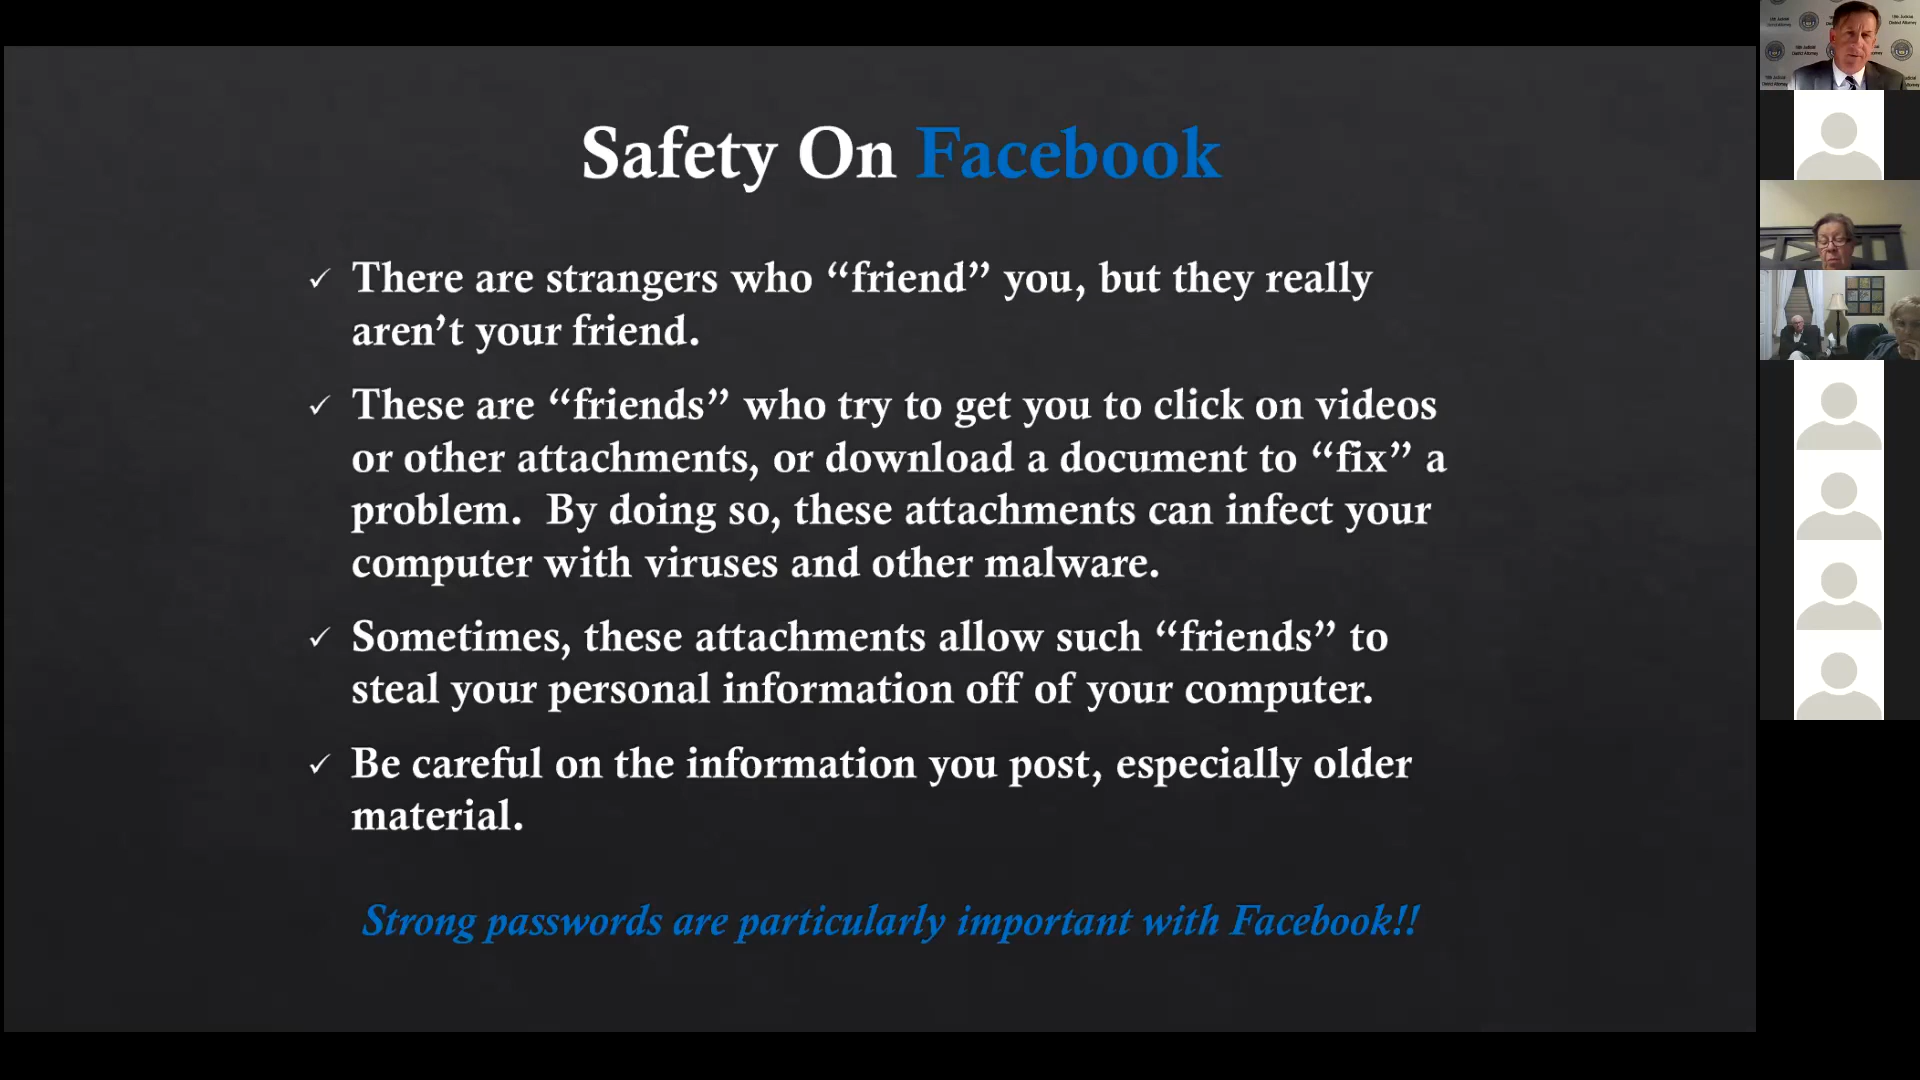 Safety On Facebook
✓ There are strangers who “friend” you, but they really
aren’t your friend.
✓ These are “friends” who try to get you to click on videos
or other attachments, or download a document to “fix” a
problem.  By doing so, these attachments can infect your
computer with viruses and other malware.
✓ Sometimes, these attachments allow such “friends” to
steal your personal information off of your computer.
✓ Be careful on the information you post, especially older
material.
Strong passwords are particularly important with Facebook!!
District Attorney